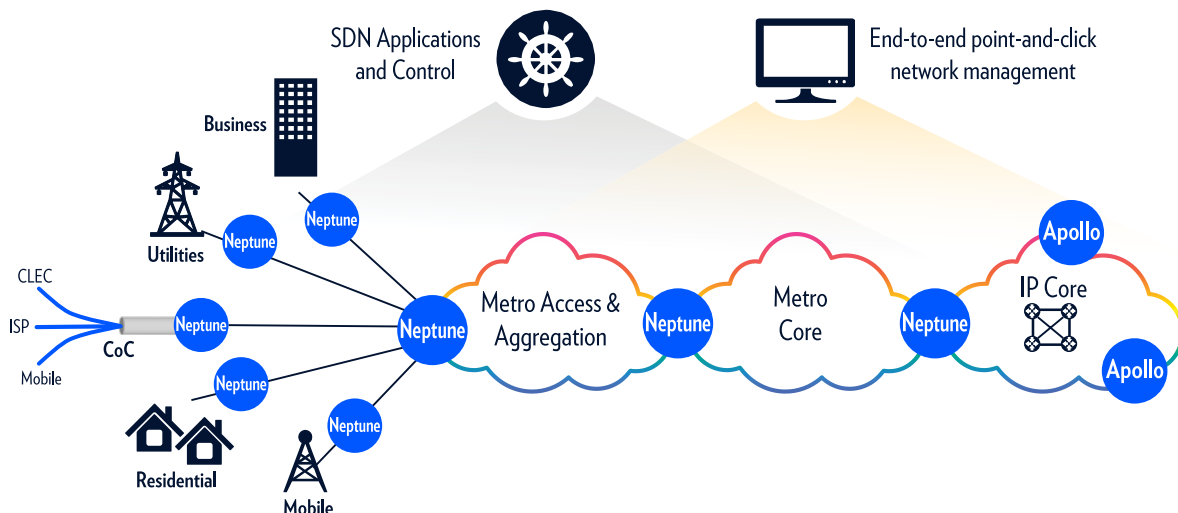 SDN Applications
and Control
End-to-end point-and-click
network management
Business
Neptune
Utilities
Neptune
CLEC
ISP
Mobile
CoC
Neptune
Neptune
Residential
Neptune
Mobile
Neptune
Metro Access &
Aggregation
Neptune
Metro
Core
Neptune
IP Core
Apollo
Apollo